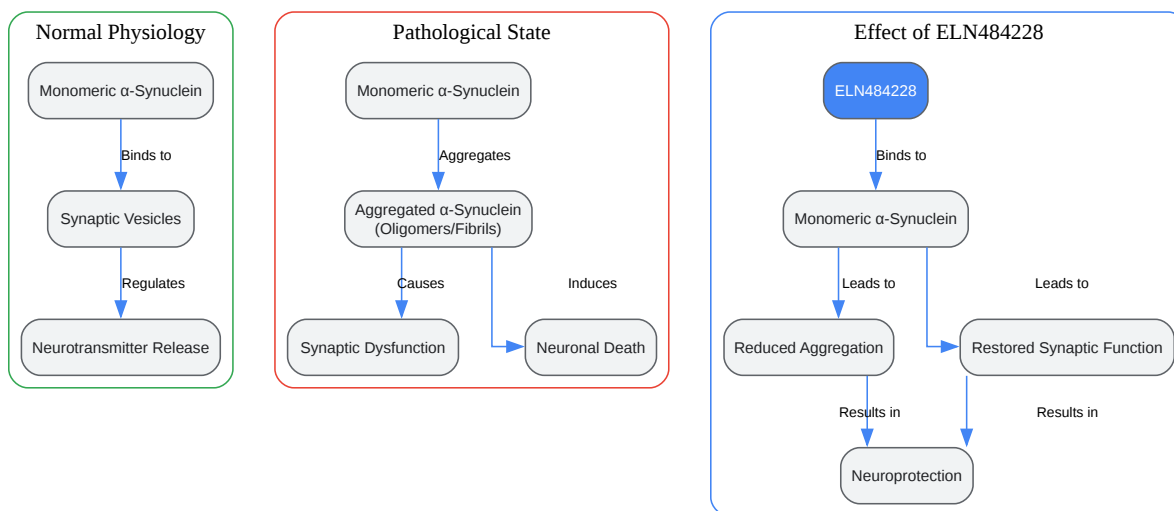 Normal Physiology
Monomeric α-Synuclein
Binds to
Synaptic Vesicles
Regulates
Neurotransmitter Release
Pathological State
Monomeric α-Synuclein
Aggregates
Aggregated α-Synuclein
(Oligomers/Fibrils)
Causes
Induces
Synaptic Dysfunction
Neuronal Death
Effect of ELN484228
ELN484228
Binds to
Monomeric α-Synuclein
Leads to
Leads to
Reduced Aggregation
Restored Synaptic Function
Results in
Results in
Neuroprotection